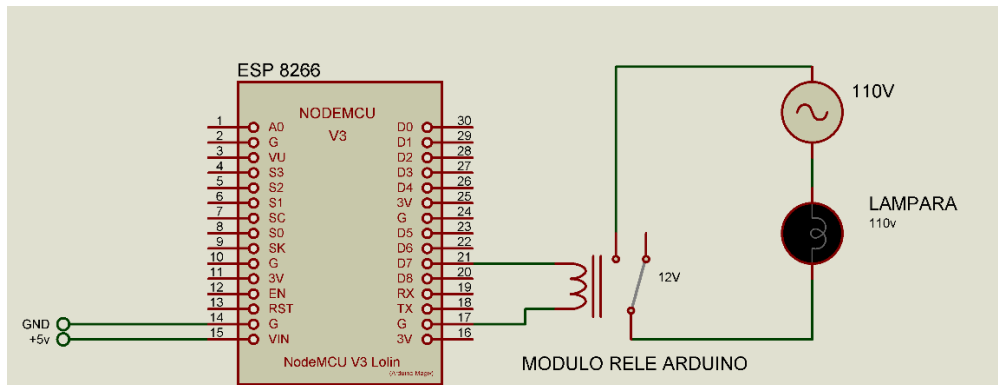 ESP 8266
NODEMCU
V3
1 A0
2 G
3 VU
4 S3
5 S2
6 S1
7 SC
8 S0
9 SK
10 G
11 3V
12 EN
13 RST
14 G
15 VIN
D0 30
D1 29
D2 28
D3 27
D4 26
3V 25
G 24
D5 23
D6 22
D7 21
D8 20
RX 19
TX 18
G 17
3V 16
GND
+5v
NodeMCU V3 Lolin
(Arduino Magix)
110V
LAMPARA
110v
12V
MODULO RELE ARDUINO